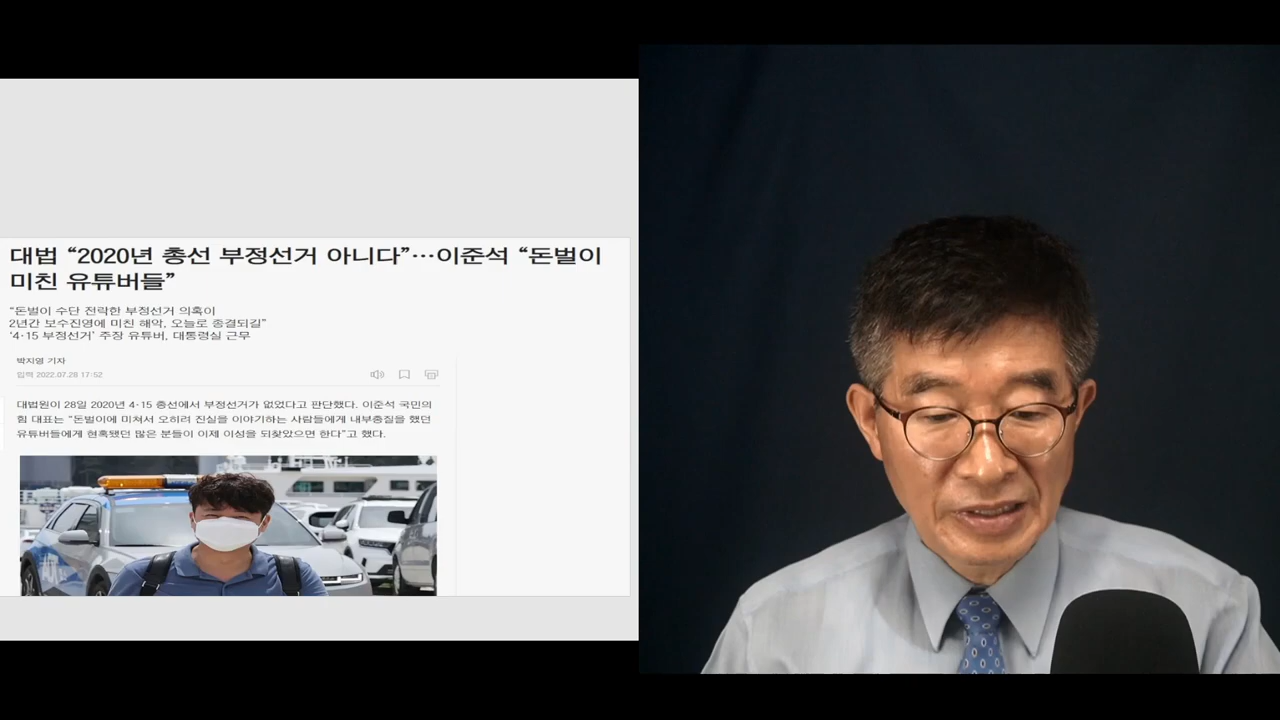 대법 “2020년 총선 부정선거 아니다”…이준석 “돈벌이
미친 유튜버들”
“돈벌이 수단 전락한 부정선거 의혹이
2년간 보수진영에 미친 해악, 오늘로 종결되길”
‘4·15 부정선거’ 주장 유튜버, 대통령실 근무
박지영 기자
입력 2022.07.28 17:52
대법원이 28일 2020년 4·15 총선에서 부정선거가 없었다고 판단했다. 이준석 국민의
힘 대표는 “돈벌이에 미쳐서 오히려 진실을 이야기하는 사람들에게 내부총질을 했던
유튜버들에게 현혹됐던 많은 분들이 이제 이성을 되찾았으면 한다”고 했다.